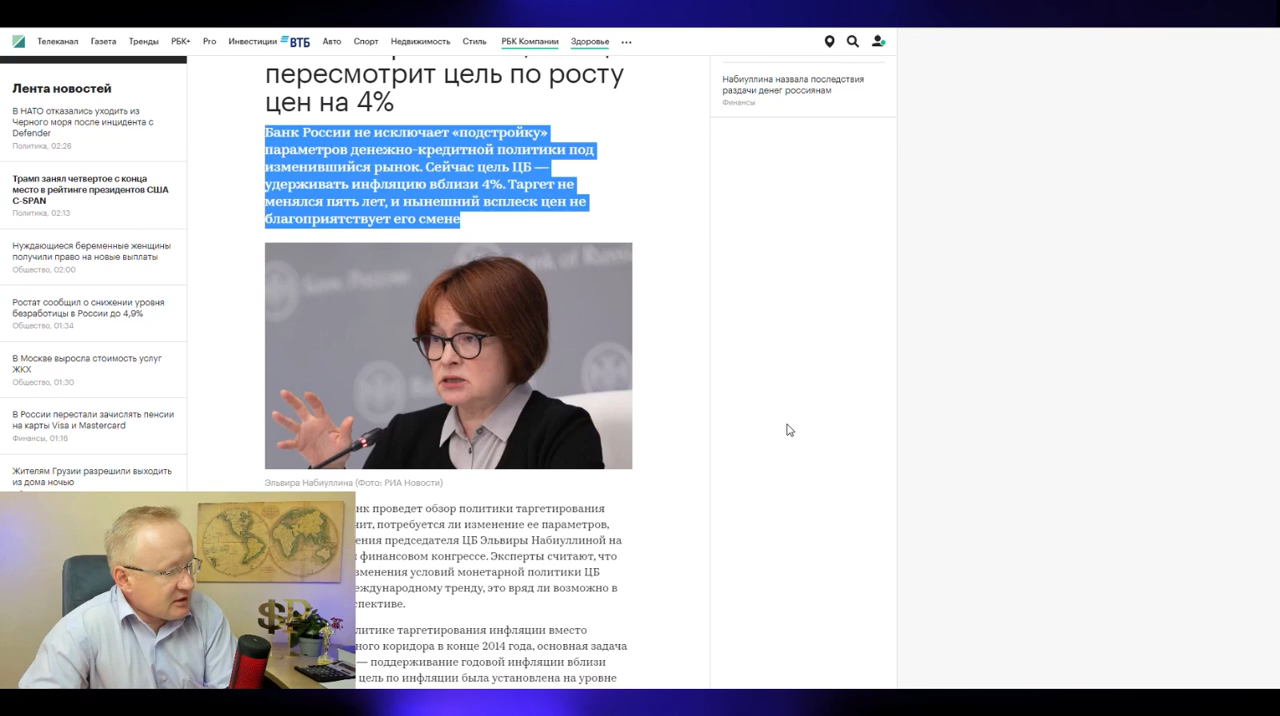 Телеканал Газета Тренды РБК+ Pro Инвестиции ВТБ Авто Спорт Недвижимость Стиль РБК Компании Здоровье ...
Лента новостей
В НАТО отказались уходить из
Черного моря после инцидента с
Defender
Политика, 02:26
Трамп занял четвертое с конца
место в рейтинге президентов США
C-SPAN
Политика, 02:13
Нуждающиеся беременные женщины
получили право на новые выплаты
Общество, 02:00
Ростат сообщил о снижении уровня
безработицы в России до 4,9%
Общество, 01:34
В Москве выросла стоимость услуг
ЖКХ
Общество, 01:30
В России перестали зачислять пенсии
на карты Visa и Mastercard
Финансы, 01:16
Жителям Грузии разрешили выходить
из дома ночью
пересмотрит цель по росту
цен на 4%
Банк России не исключает «подстройку»
параметров денежно-кредитной политики под
изменившийся рынок. Сейчас цель ЦБ —
удерживать инфляцию вблизи 4%. Таргет не
менялся пять лет, и нынешний всплеск цен не
благоприятствует его смене
Эльвира Набиуллина (Фото: РИА Новости)
нк проведет обзор политики таргетирования
чит, потребуется ли изменение ее параметров,
ения председателя ЦБ Эльвиры Набиуллиной на
финансовом конгрессе. Эксперты считают, что
зменения условий монетарной политики ЦБ
еждународному тренду, это вряд ли возможно в
спективе.
литике таргетирования инфляции вместо
ного коридора в конце 2014 года, основная задача
— поддерживание годовой инфляции вблизи
цель по инфляции была установлена на уровне
Набиуллина назвала последствия
раздачи денег россиянам
Финансы